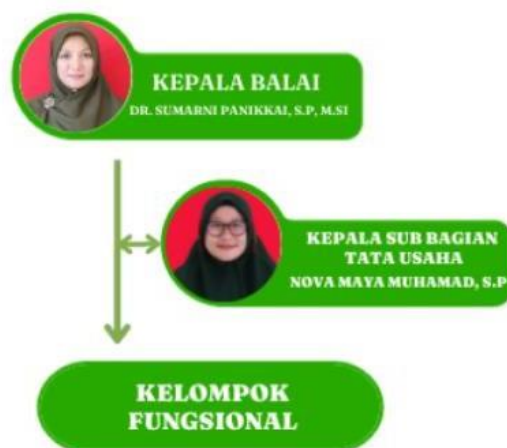 KEPALA BALAI
DR. SUMARNI PANIKKAI, S.P, M.SI
KEPALA SUB BAGIAN
TATA USAHA
NOVA MAYA MUHAMAD, S.P
KELOMPOK
FUNGSIONAL